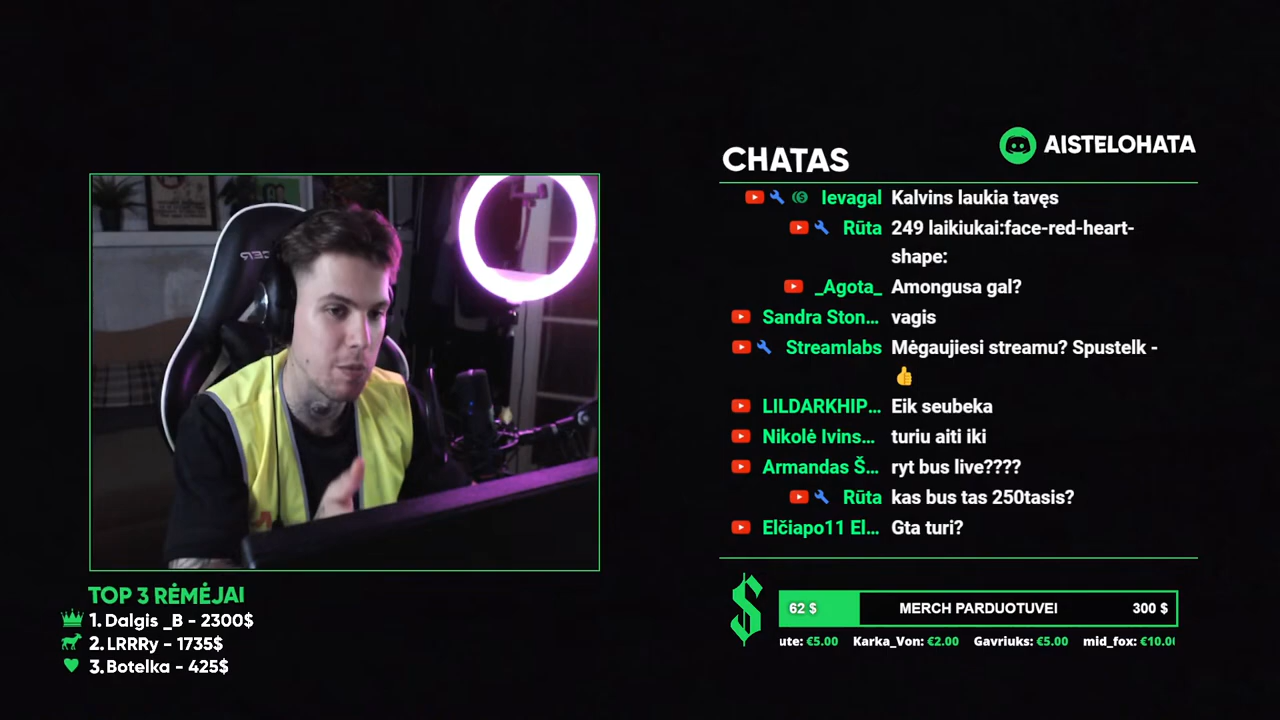 AISTELOHATA
CHATAS
Ievagal Kalvins laukia tavęs
Rūta 249 laikiukai:face-red-heart-
shape:
_Agota_ Amongusa gal?
Sandra Ston... vagis
Streamlabs Mėgaujiesi streamu? Spustelk -
👍
LILDARKHIP... Eik seubeka
Nikolė Ivins... turiu aiti iki
Armandas Š... ryt bus live????
Rūta kas bus tas 250tasis?
Elčiapo11 El... Gta turi?
TOP 3 RĖMĖJAI
1. Dalgis _B - 2300$
2. LRRRy - 1735$
3. Botelka - 425$
$
62 $ MERCH PARDUOTUVEI 300 $
ute: €5.00 Karka_Von: €2.00 Gavriuks: €5.00 mid_fox: €10.0